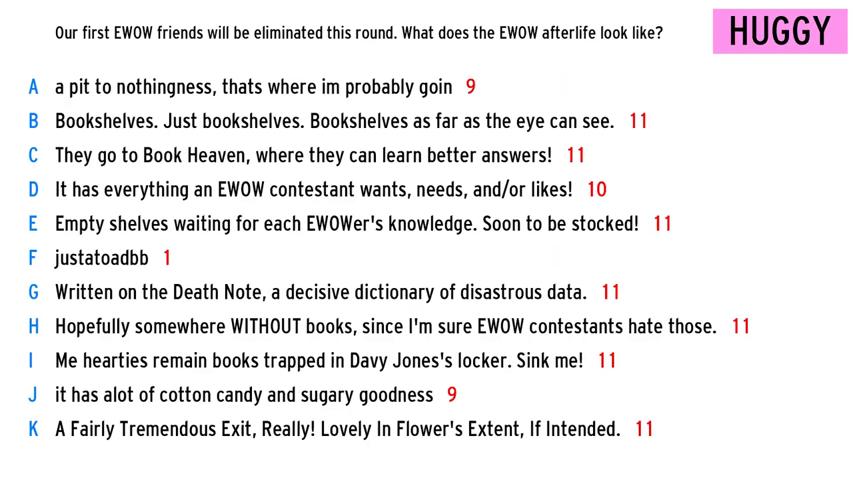 Our first EWOW friends will be eliminated this round. What does the EWOW afterlife look like?
HUGGY
A a pit to nothingness, thats where im probably goin 9
B Bookshelves. Just bookshelves. Bookshelves as far as the eye can see. 11
C They go to Book Heaven, where they can learn better answers! 11
D It has everything an EWOW contestant wants, needs, and/or likes! 10
E Empty shelves waiting for each EWOWer's knowledge. Soon to be stocked! 11
F justatoadbb 1
G Written on the Death Note, a decisive dictionary of disastrous data. 11
H Hopefully somewhere WITHOUT books, since I'm sure EWOW contestants hate those. 11
I Me hearties remain books trapped in Davy Jones's locker. Sink me! 11
J it has alot of cotton candy and sugary goodness 9
K A Fairly Tremendous Exit, Really! Lovely In Flower's Extent, If Intended. 11